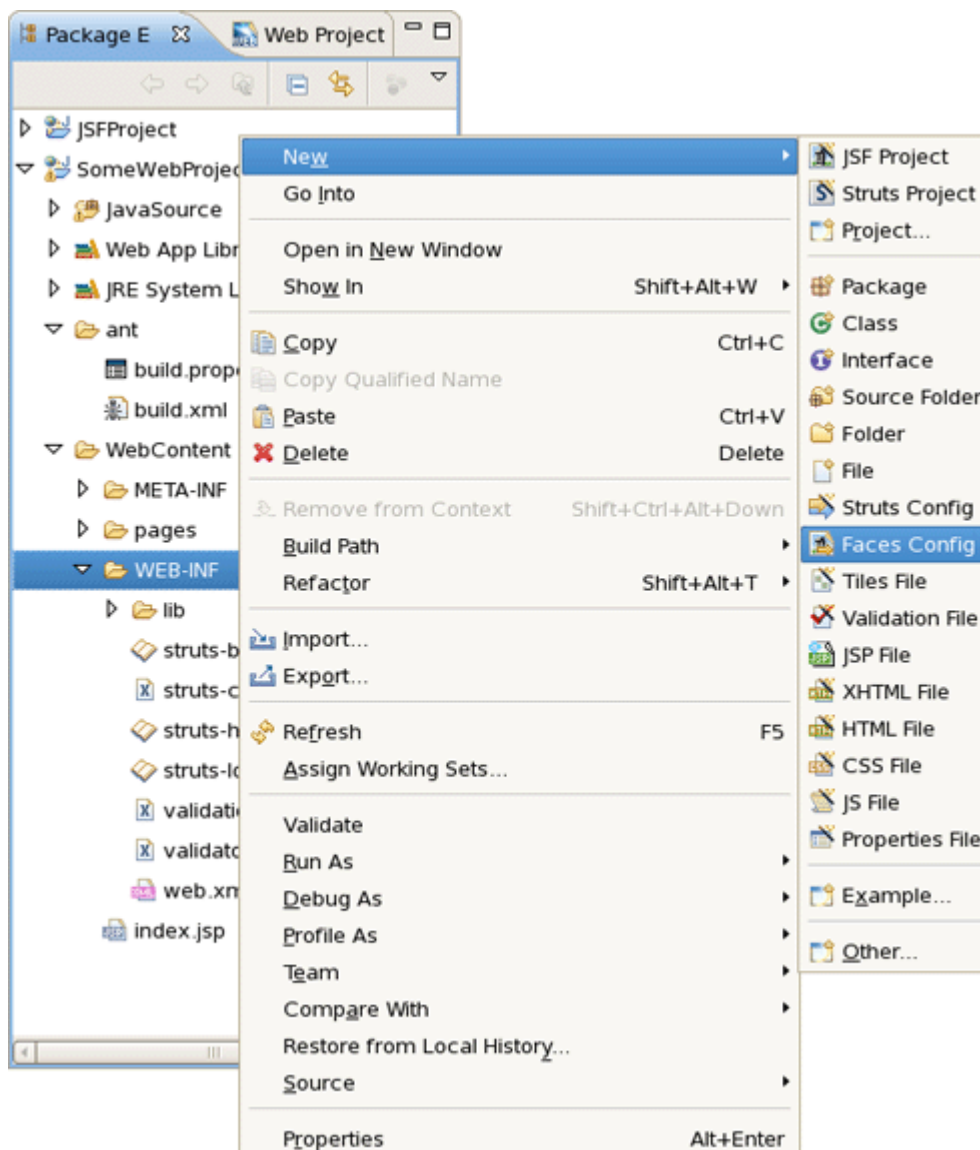 Package E
Web Project
JSFProject
SomeWebProjec
JavaSource
Web App Libr
JRE System L
ant
build.prop
build.xml
WebContent
META-INF
pages
WEB-INF
lib
struts-b
struts-c
struts-h
struts-lo
validati
validato
web.xm
index.jsp
New
Go Into
Open in New Window
Show In Shift+Alt+W
Copy Ctrl+C
Copy Qualified Name
Paste Ctrl+V
Delete Delete
Remove from Context Shift+Ctrl+Alt+Down
Build Path
Refactor Shift+Alt+T
Import...
Export...
Refresh F5
Assign Working Sets...
Validate
Run As
Debug As
Profile As
Team
Compare With
Restore from Local History...
Source
Properties Alt+Enter
JSF Project
Struts Project
Project...
Package
Class
Interface
Source Folder
Folder
File
Struts Config
Faces Config
Tiles File
Validation File
JSP File
XHTML File
HTML File
CSS File
JS File
Properties File
Example...
Other...